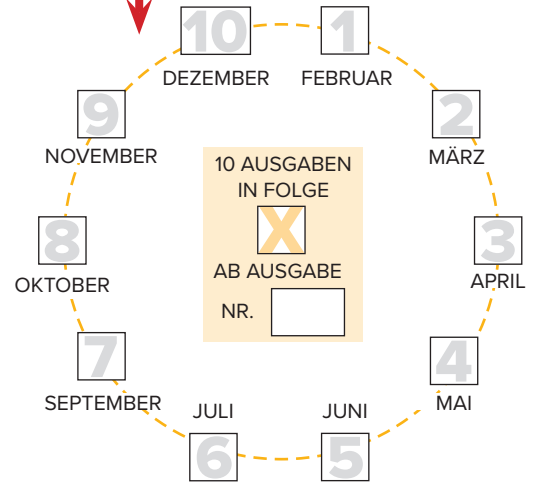 10
DEZEMBER
1
FEBRUAR
2
MÄRZ
3
APRIL
4
MAI
5
JUNI
6
JULI
7
SEPTEMBER
8
OKTOBER
9
NOVEMBER
10 AUSGABEN
IN FOLGE
X
AB AUSGABE
NR.